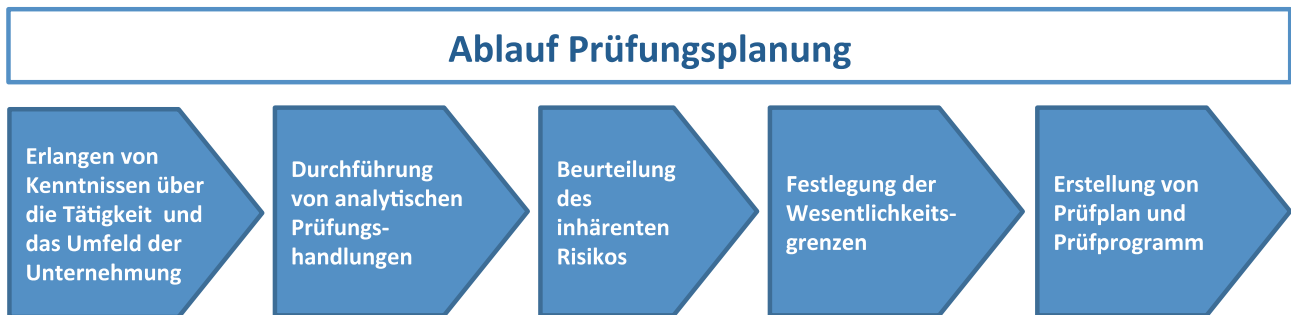 Ablauf Prüfungsplanung
Erlangen von
Kenntnissen über
die Tätigkeit und
das Umfeld der
Unternehmung
Durchführung
von analytischen
Prüfungs-
handlungen
Beurteilung
des
inhärenten
Risikos
Festlegung der
Wesentlichkeits-
grenzen
Erstellung von
Prüfplan und
Prüfprogramm